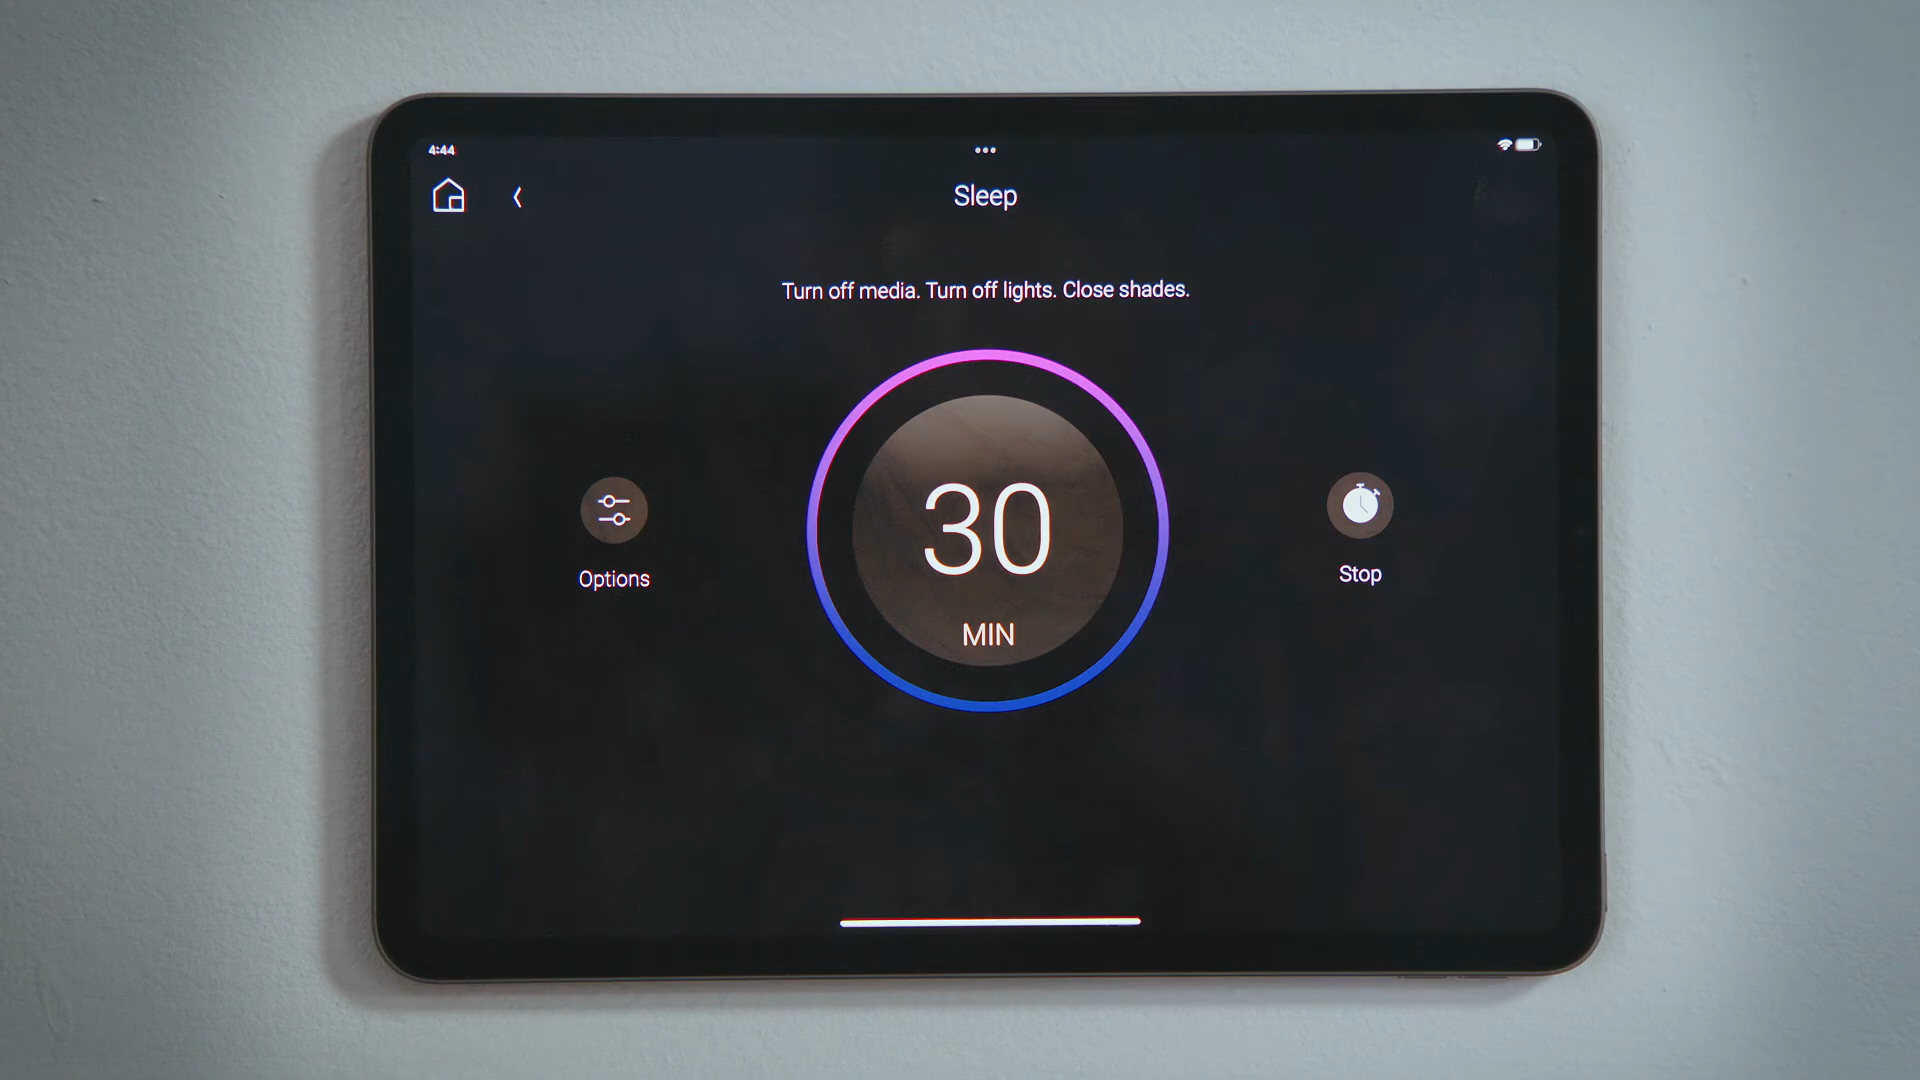 4:44
Sleep
Turn off media. Turn off lights. Close shades.
30
MIN
Options
Stop